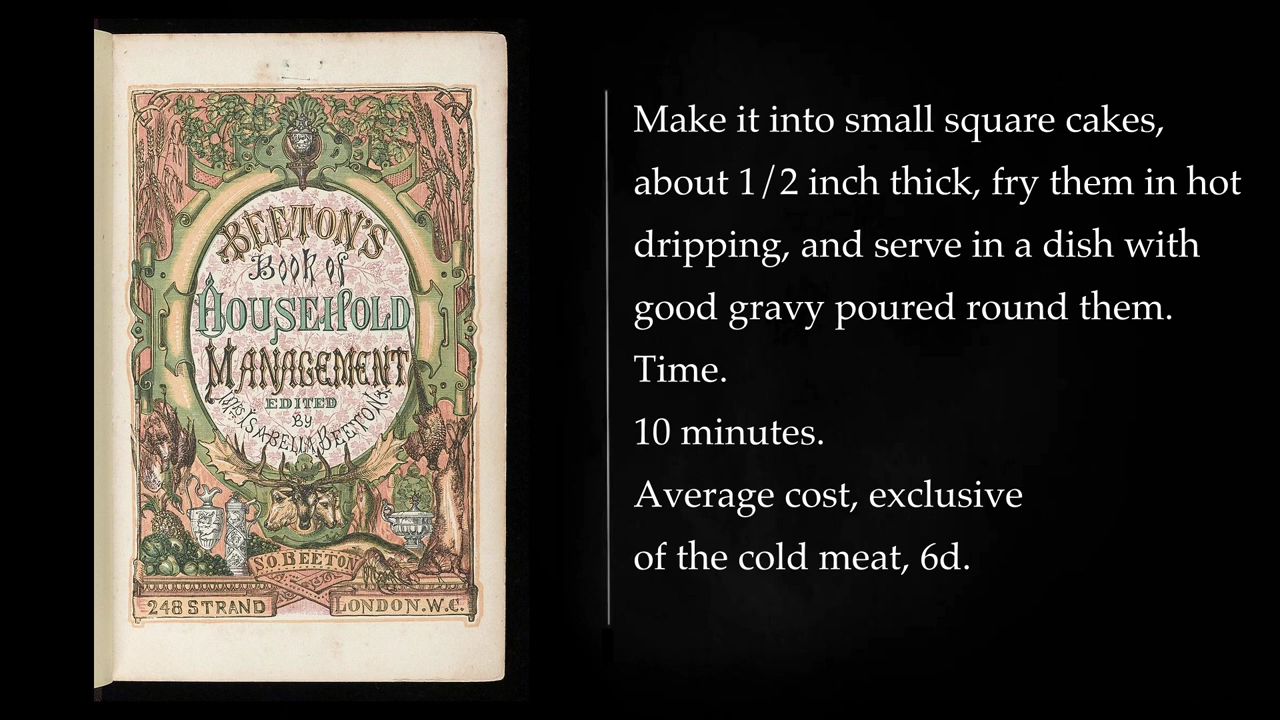 BEETON'S
Book of
HOUSEHOLD
MANAGEMENT
EDITED
BY
MRS ISABELLA BEETON
S.O. BEETON
248 STRAND
LONDON.W.C.
Make it into small square cakes,
about 1/2 inch thick, fry them in hot
dripping, and serve in a dish with
good gravy poured round them.
Time.
10 minutes.
Average cost, exclusive
of the cold meat, 6d.